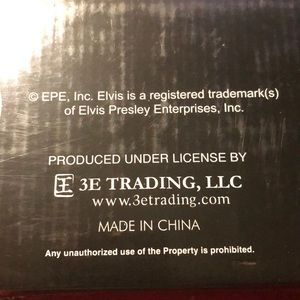 © EPE, Inc. Elvis is a registered trademark(s)
of Elvis Presley Enterprises, Inc.
PRODUCED UNDER LICENSE BY
3E TRADING, LLC
www.3etrading.com
MADE IN CHINA
Any unauthorized use of the Property is prohibited.